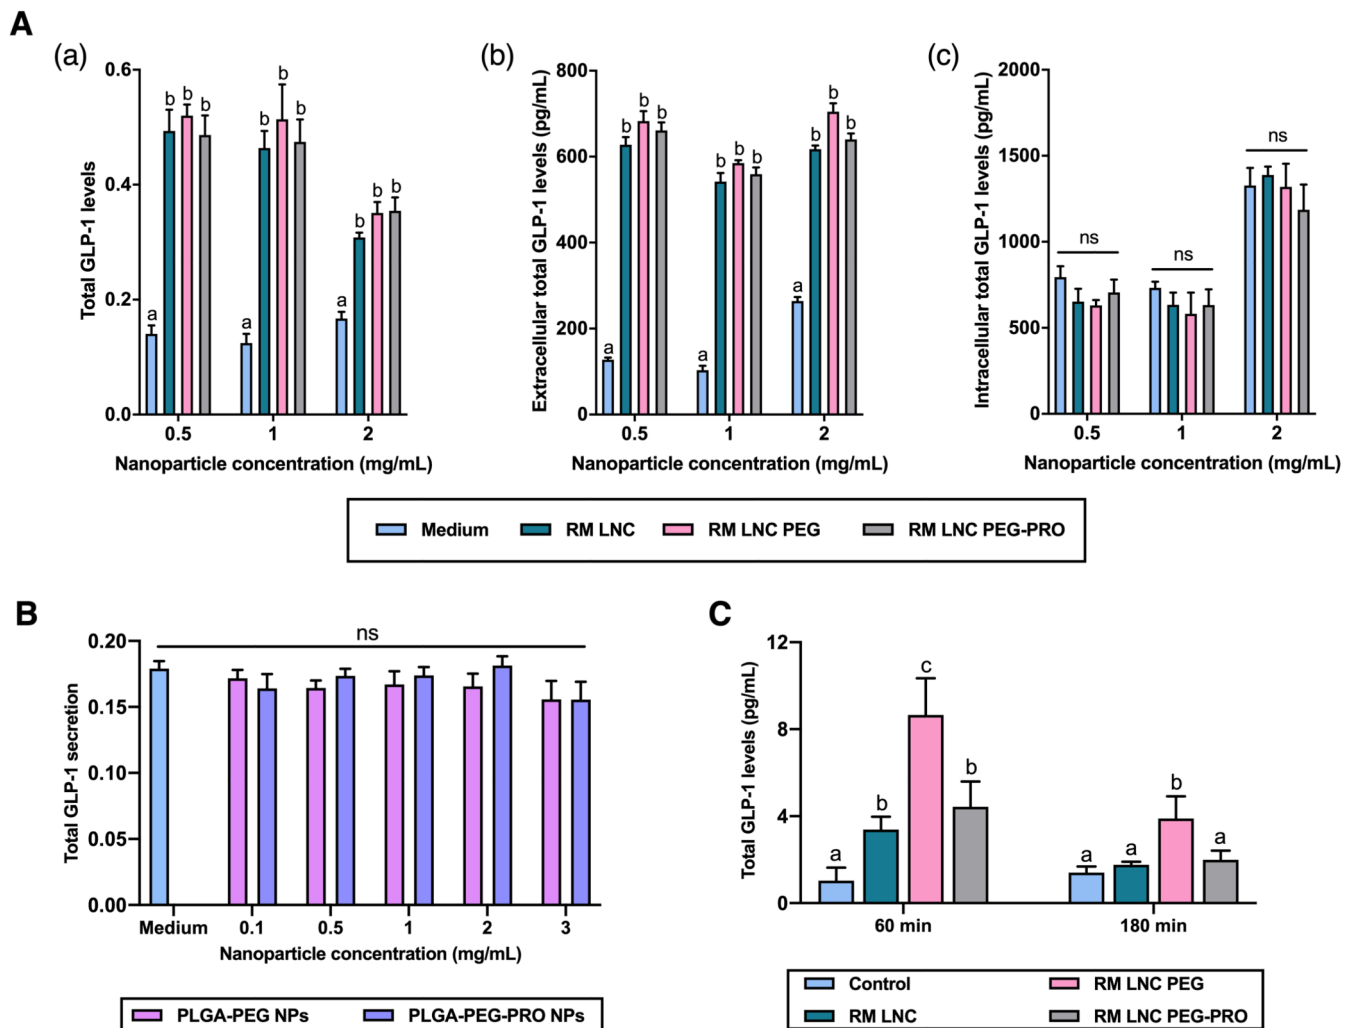 A
(a)
Total GLP-1 levels
0.6
0.4
0.2
0.0
a b b b
a b b b
a b b b
0.5 1 2
Nanoparticle concentration (mg/mL)
(b)
Extracellular total GLP-1 levels (pg/mL)
800
600
400
200
0
a b b b
a b b b
a b b b
0.5 1 2
Nanoparticle concentration (mg/mL)
(c)
Intracellular total GLP-1 levels (pg/mL)
2000
1500
1000
500
0
ns
ns
ns
0.5 1 2
Nanoparticle concentration (mg/mL)
Medium RM LNC RM LNC PEG RM LNC PEG-PRO
B
Total GLP-1 secretion
0.20
0.15
0.10
0.05
0.00
ns
Medium 0.1 0.5 1 2 3
Nanoparticle concentration (mg/mL)
PLGA-PEG NPs PLGA-PEG-PRO NPs
C
Total GLP-1 levels (pg/mL)
12
8
4
0
a b c b
a a b a
60 min 180 min
Control RM LNC PEG
RM LNC RM LNC PEG-PRO